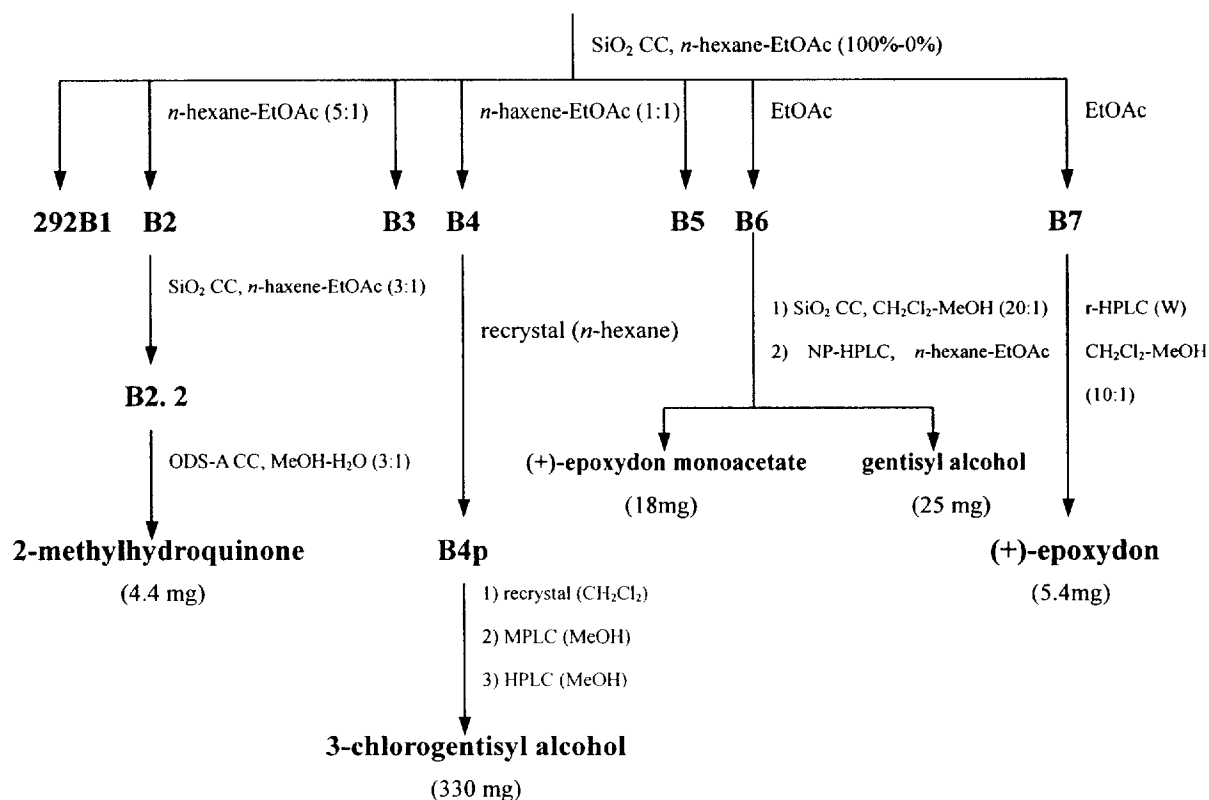 SiO₂ CC, n-hexane-EtOAc (100%-0%)
n-hexane-EtOAc (5:1)
n-haxene-EtOAc (1:1)
EtOAc
EtOAc
292B1
B2
B3
B4
B5
B6
B7
SiO₂ CC, n-haxene-EtOAc (3:1)
recrystal (n-hexane)
1) SiO₂ CC, CH₂Cl₂-MeOH (20:1)
2) NP-HPLC, n-hexane-EtOAc
r-HPLC (W)
CH₂Cl₂-MeOH
(10:1)
B2. 2
ODS-A CC, MeOH-H₂O (3:1)
(+)-epoxydon monoacetate
(18mg)
gentisyl alcohol
(25 mg)
2-methylhydroquinone
(4.4 mg)
B4p
(+)-epoxydon
(5.4mg)
1) recrystal (CH₂Cl₂)
2) MPLC (MeOH)
3) HPLC (MeOH)
3-chlorogentisyl alcohol
(330 mg)